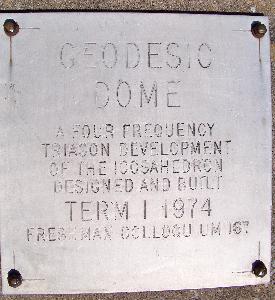 GEODESIC
DOME
A FOUR FREQUENCY
TRIACON DEVELOPMENT
OF THE ICOSAHEDRON
DESIGNED AND BUILT
TERM I 1974
FRESHMAN COLLOQUIUM 167